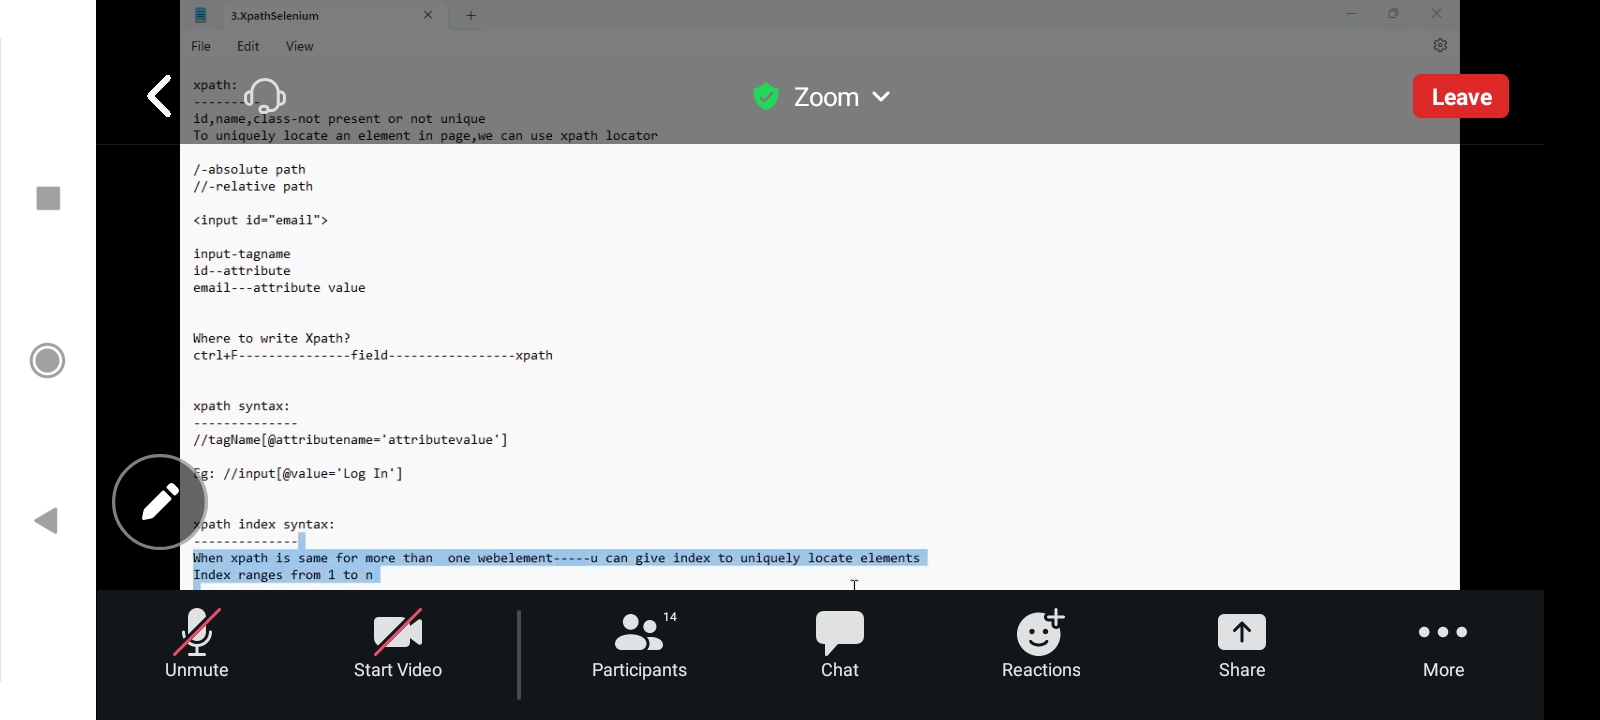 3.XpathSelenium
File Edit View
xpath:
---------
Zoom
Leave
id,name,class-not present or not unique
To uniquely locate an element in page,we can use xpath locator
/-absolute path
//-relative path
<input id="email">
input-tagname
id--attribute
email---attribute value
Where to write Xpath?
ctrl+F---------------field-----------------xpath
xpath syntax:
--------------
//tagName[@attributename='attributevalue']
Eg: //input[@value='Log In']
xpath index syntax:
--------------
When xpath is same for more than  one webelement-----u can give index to uniquely locate elements
Index ranges from 1 to n
14
Unmute Start Video Participants Chat Reactions Share More